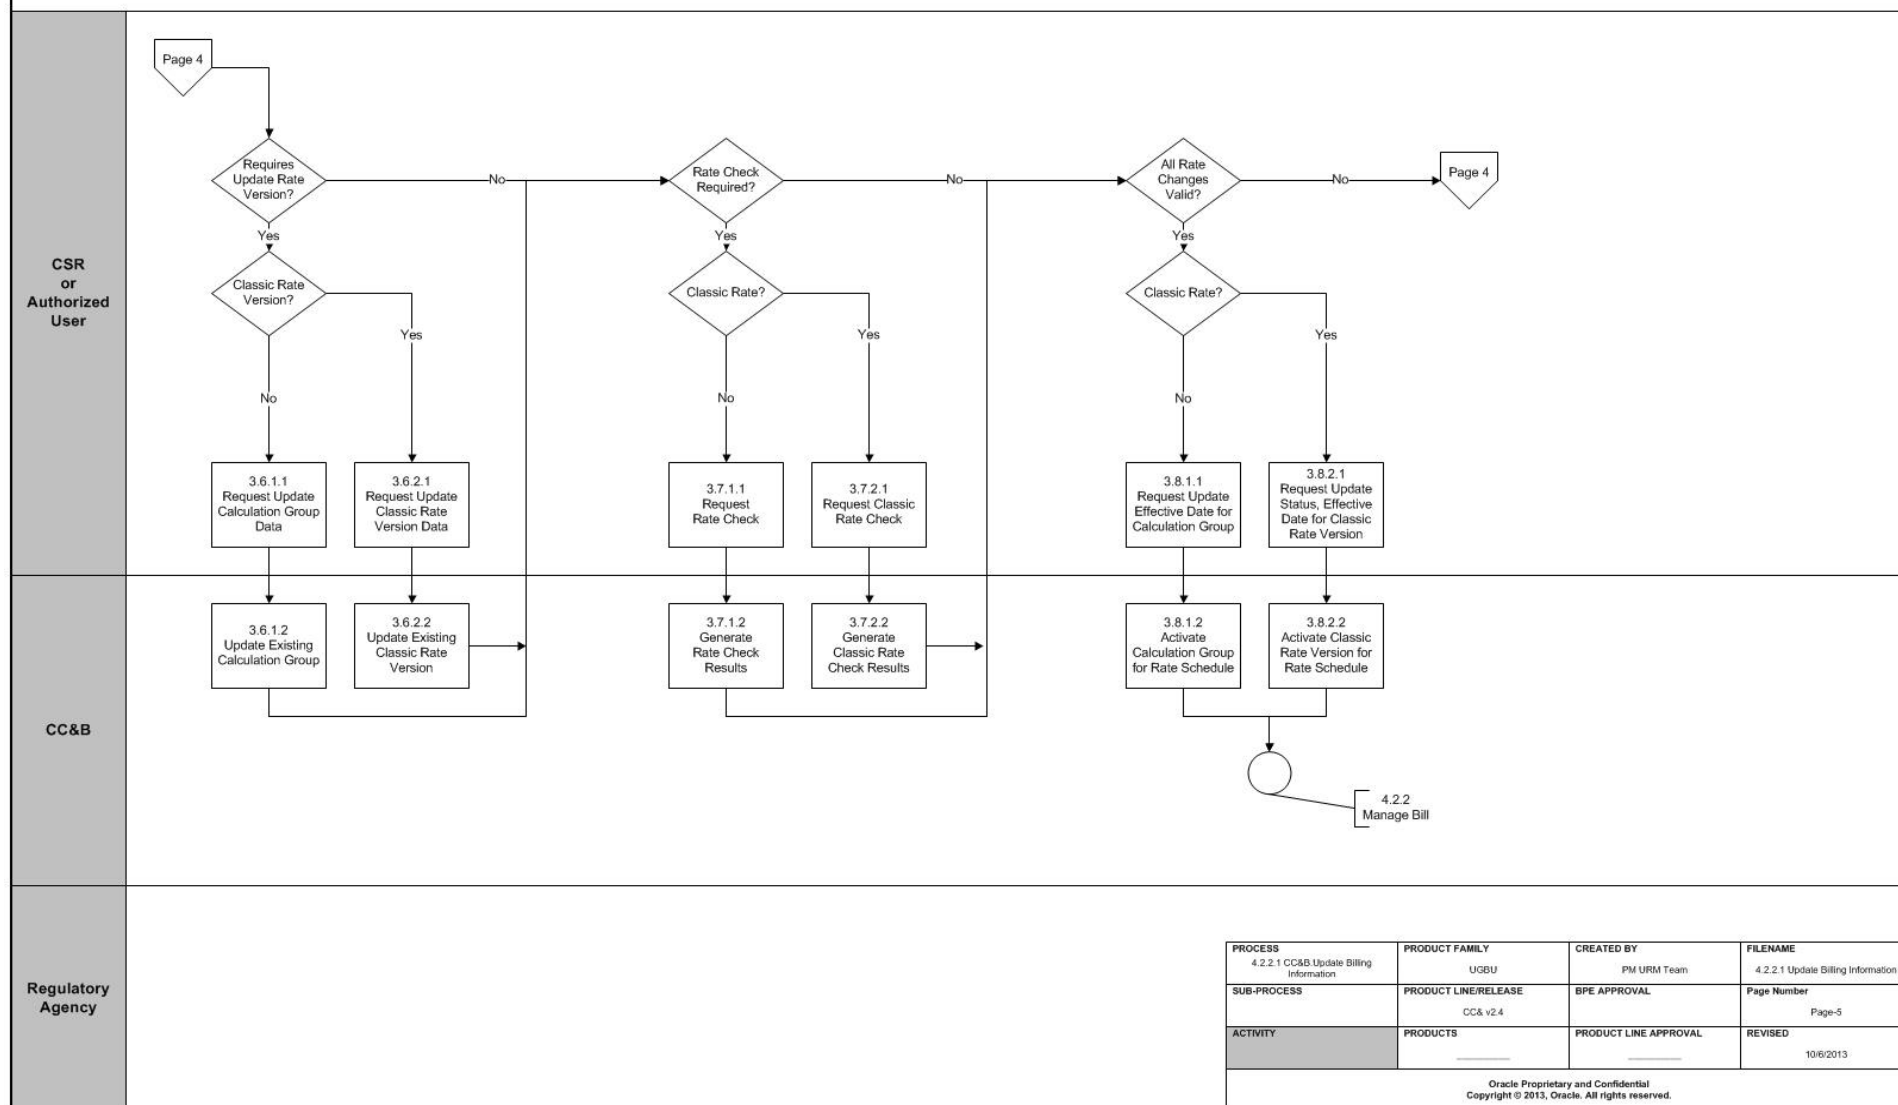 Page 4
Requires
Update Rate
Version?
No
Rate Check
Required?
No
All Rate
Changes
Valid?
No
Page 4
Yes
Yes
Yes
CSR
or
Authorized
User
Classic Rate
Version?
Classic Rate?
Classic Rate?
Yes
Yes
Yes
No
No
No
3.6.1.1
Request Update
Calculation Group
Data
3.6.2.1
Request Update
Classic Rate
Version Data
3.7.1.1
Request
Rate Check
3.7.2.1
Request Classic
Rate Check
3.8.1.1
Request Update
Effective Date for
Calculation Group
3.8.2.1
Request Update
Status, Effective
Date for Classic
Rate Version
CC&B
3.6.1.2
Update Existing
Calculation Group
3.6.2.2
Update Existing
Classic Rate
Version
3.7.1.2
Generate
Rate Check
Results
3.7.2.2
Generate
Classic Rate
Check Results
3.8.1.2
Activate
Calculation Group
for Rate Schedule
3.8.2.2
Activate Classic
Rate Version for
Rate Schedule
4.2.2
Manage Bill
Regulatory
Agency
PROCESS
4.2.2.1 CC&B.Update Billing
Information
PRODUCT FAMILY
UGBU
CREATED BY
PM URM Team
FILENAME
4.2.2.1 Update Billing Information
SUB-PROCESS
PRODUCT LINE/RELEASE
CC& v2.4
BPE APPROVAL
Page Number
Page-5
ACTIVITY
PRODUCTS
PRODUCT LINE APPROVAL
REVISED
10/6/2013
Oracle Proprietary and Confidential
Copyright © 2013, Oracle. All rights reserved.